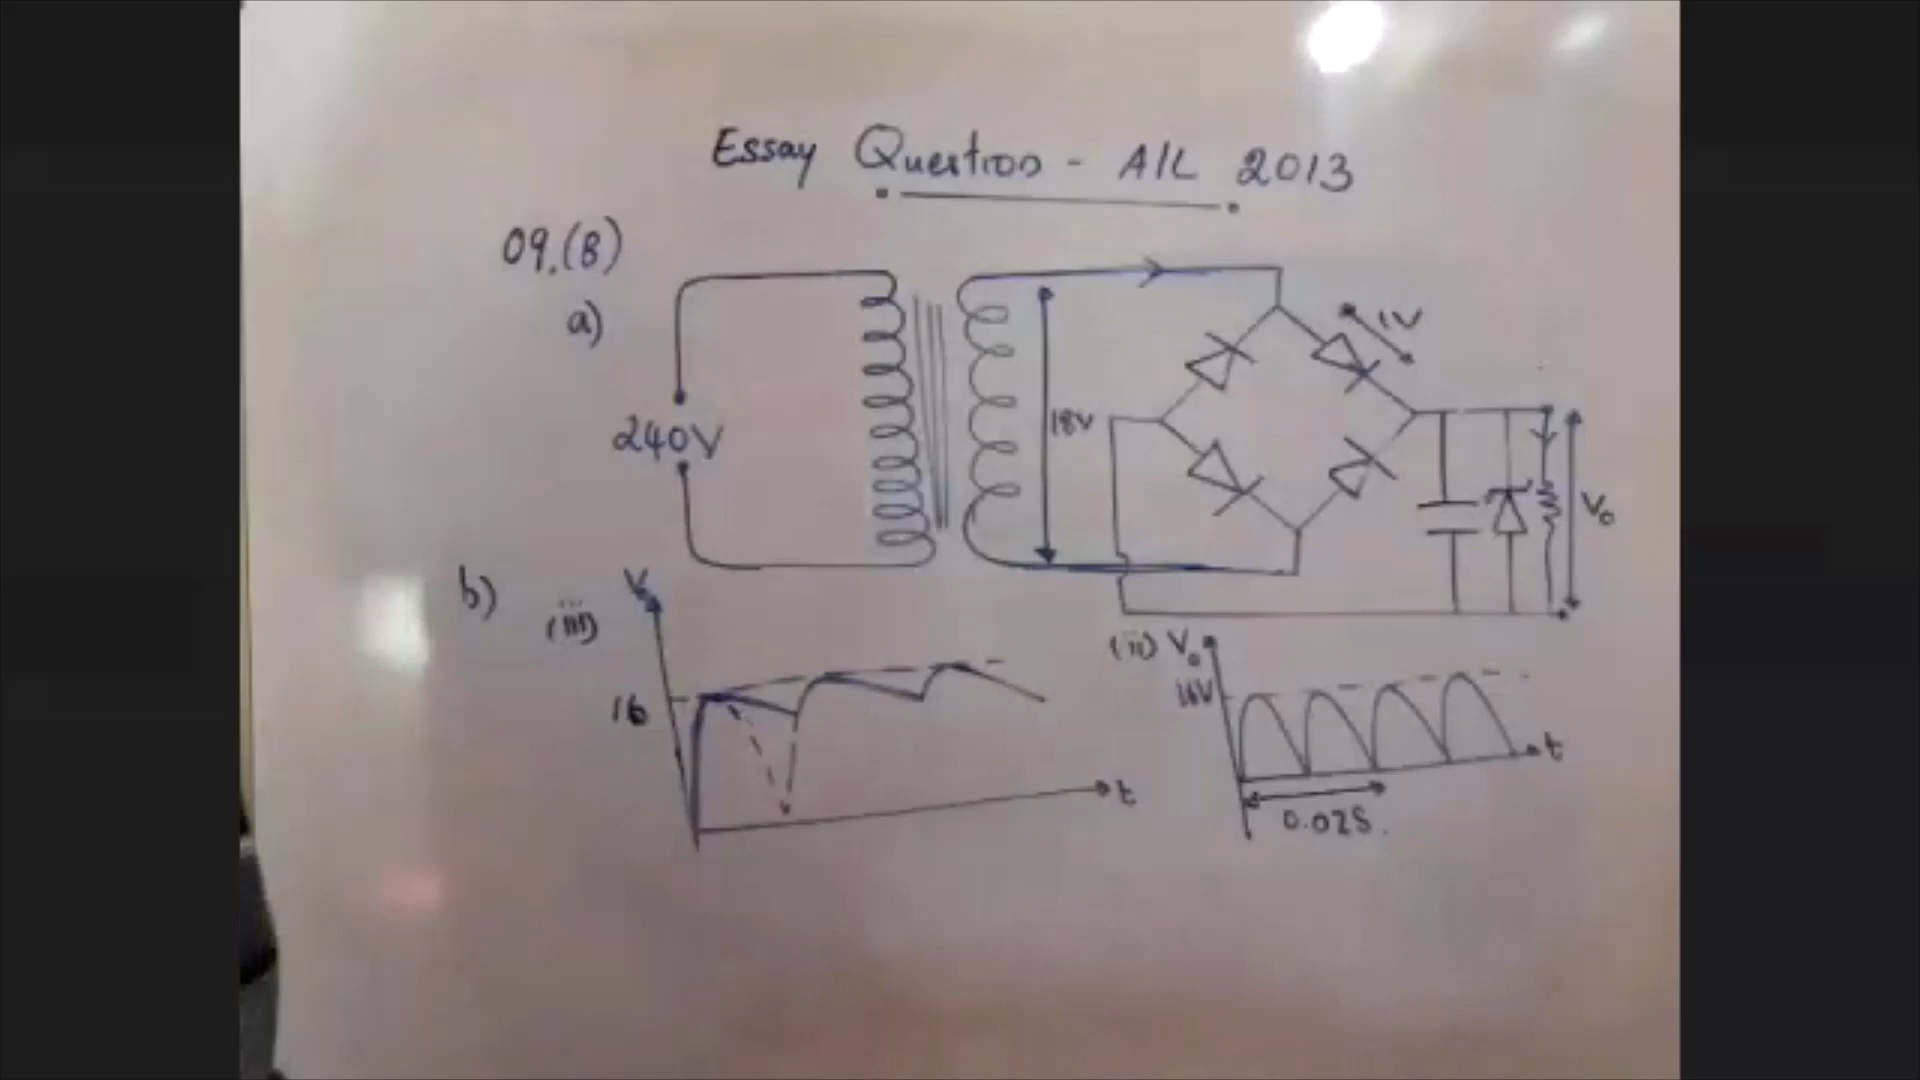 Essay Question - A/L 2013
09.(B)
a)
240V
18V
1V
V₀
b)
(iii)
V₀
16
t
(ii) V₀
16V
t
0.02S.